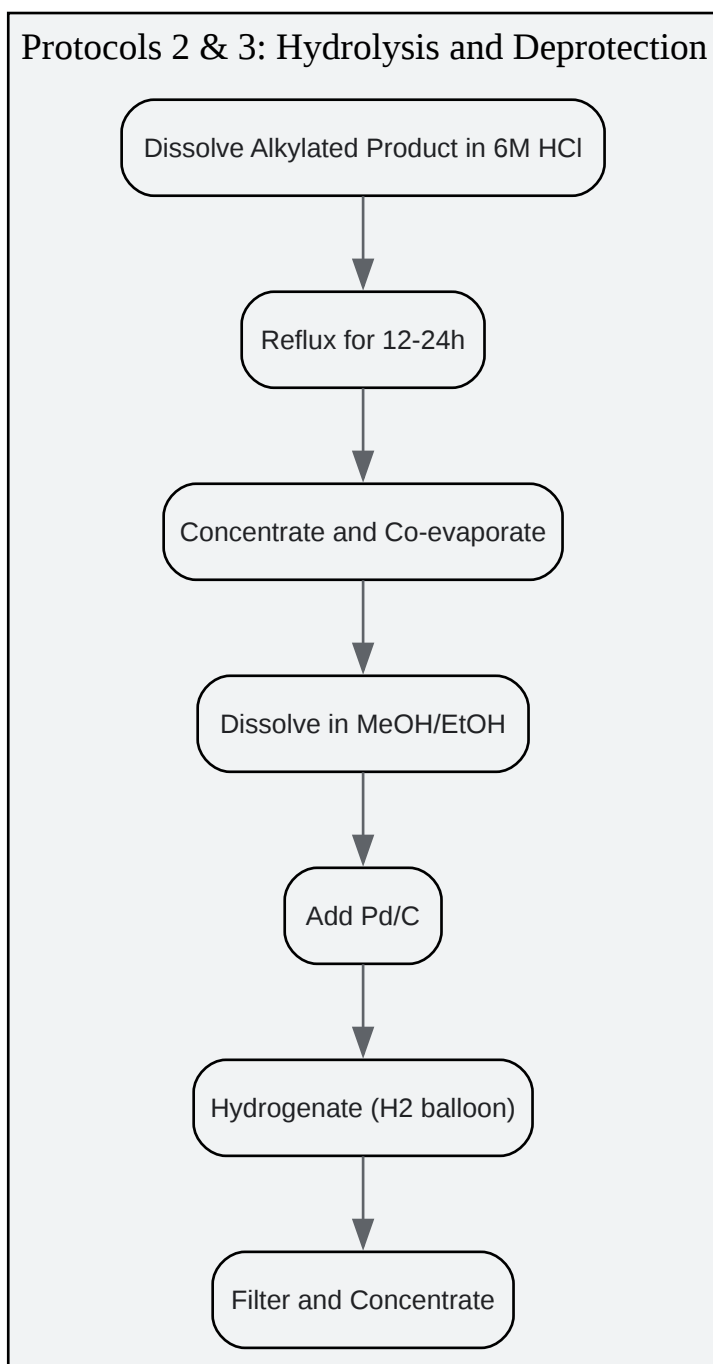 Protocols 2 & 3: Hydrolysis and Deprotection
Dissolve Alkylated Product in 6M HCl
Reflux for 12-24h
Concentrate and Co-evaporate
Dissolve in MeOH/EtOH
Add Pd/C
Hydrogenate (H2 balloon)
Filter and Concentrate